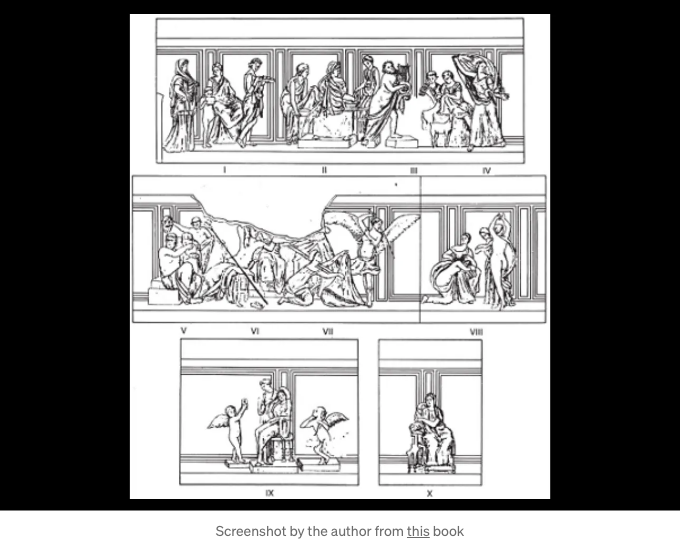 I II III IV
V VI VII VIII
IX X
Screenshot by the author from this book